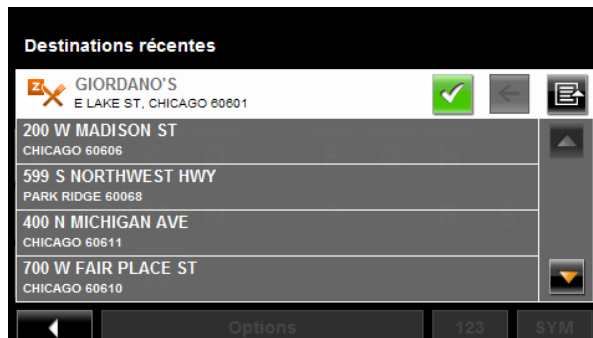 Destinations récentes
Z GIORDANO'S
E LAKE ST, CHICAGO 60601
200 W MADISON ST
CHICAGO 60606
599 S NORTHWEST HWY
PARK RIDGE 60068
400 N MICHIGAN AVE
CHICAGO 60611
700 W FAIR PLACE ST
CHICAGO 60610
Options 123 SYM